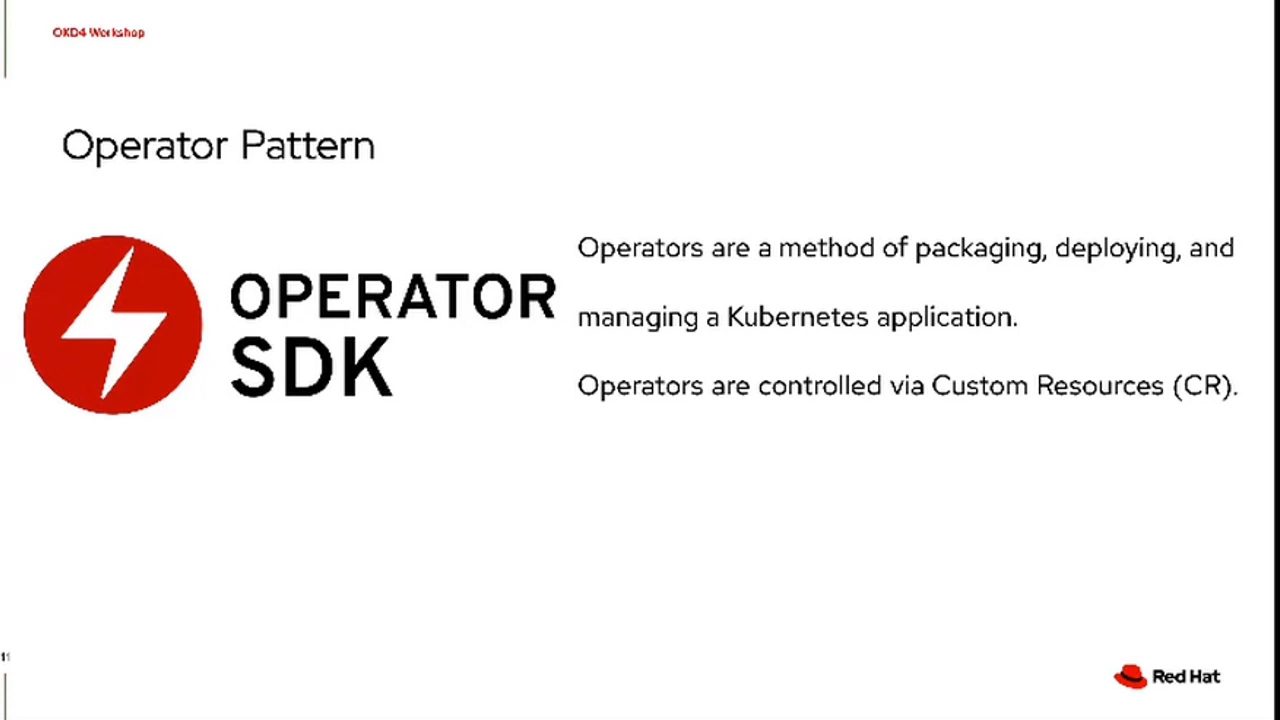 OKD4 Workshop
Operator Pattern
OPERATOR
SDK
Operators are a method of packaging, deploying, and
managing a Kubernetes application.
Operators are controlled via Custom Resources (CR).
11
Red Hat